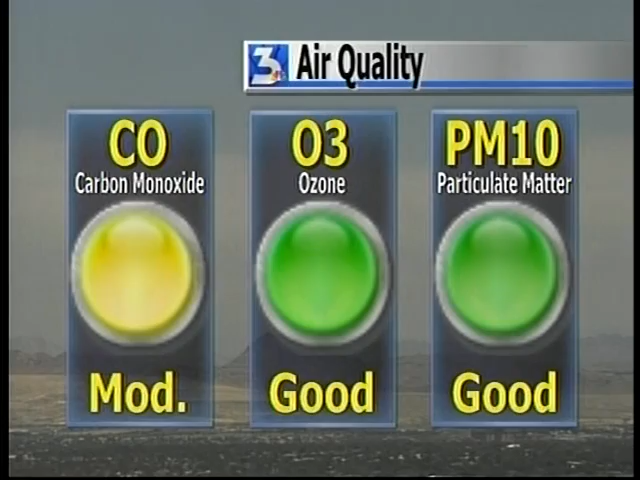 3 Air Quality
CO
Carbon Monoxide
Mod.
O3
Ozone
Good
PM10
Particulate Matter
Good